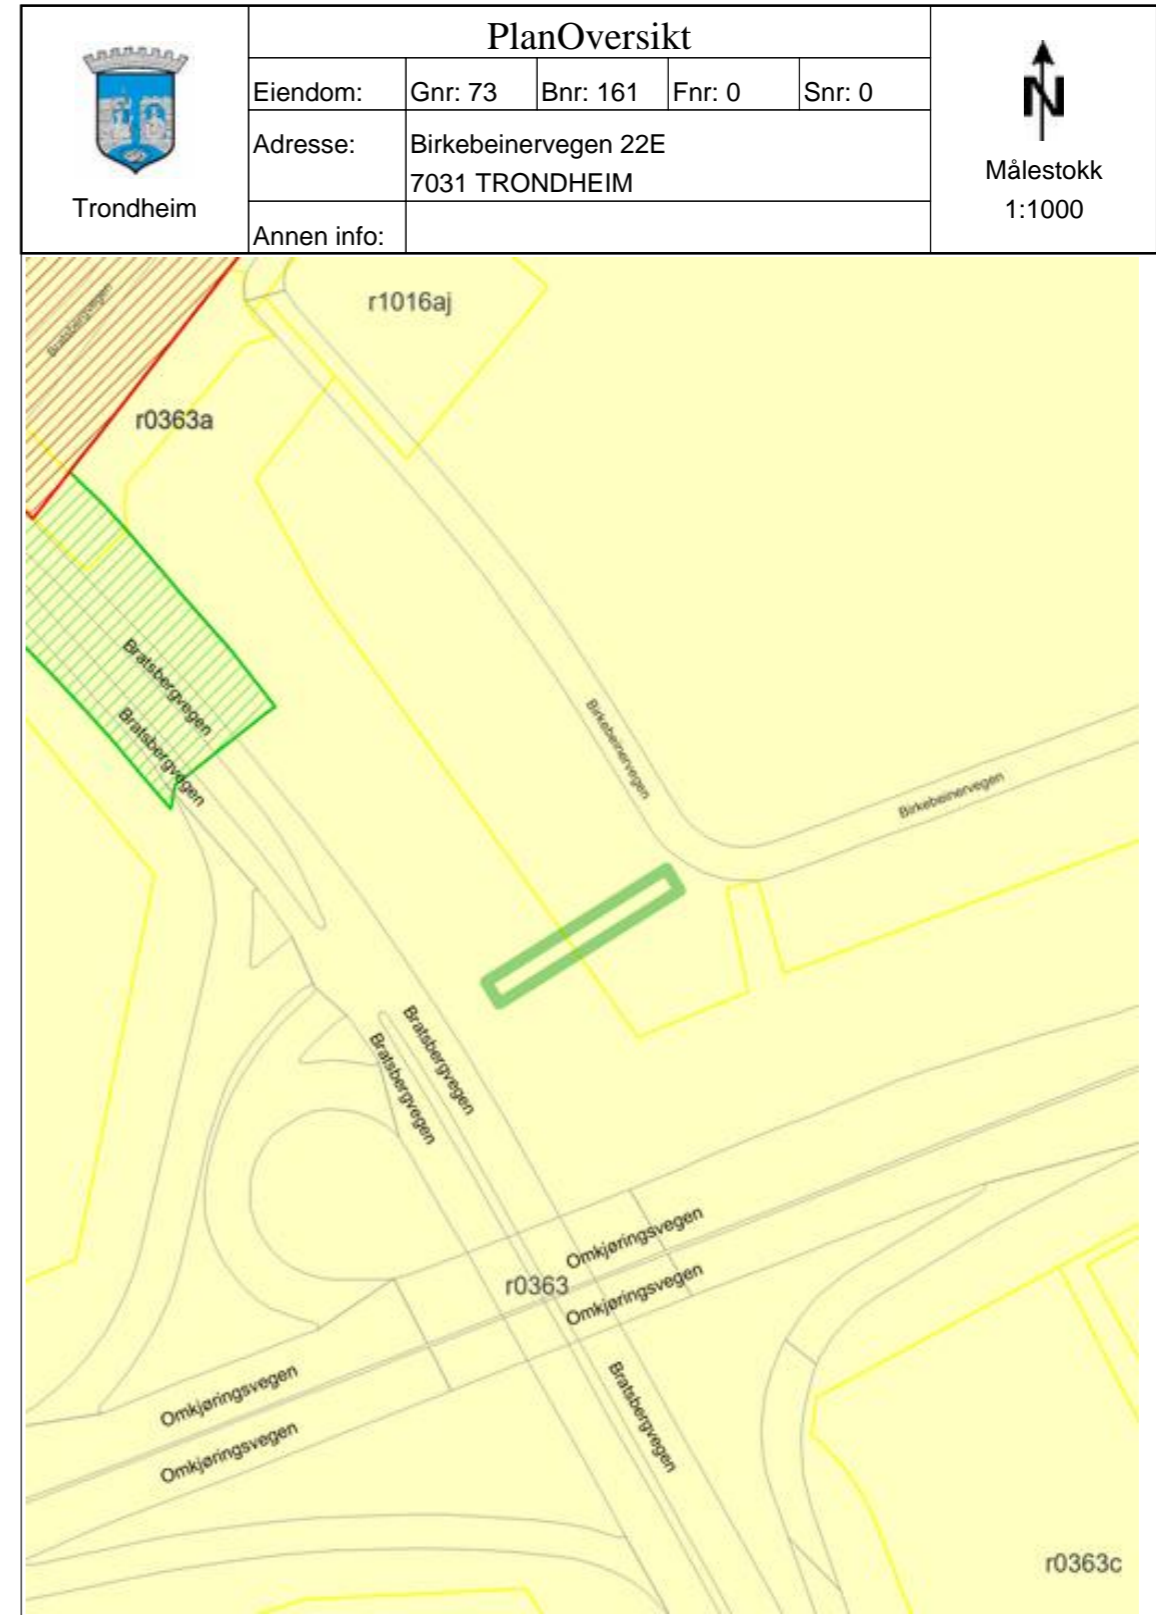 PlanOversikt
Eiendom: Gnr: 73 Bnr: 161 Fnr: 0 Snr: 0
Adresse: Birkebeinervegen 22E
7031 TRONDHEIM
Annen info:
Trondheim
N
Målestokk
1:1000
Bratsbergvegen
r1016aj
r0363a
Bratsbergvegen
Bratsbergvegen
Birkebeinervegen
Birkebeinervegen
Bratsbergvegen
Bratsbergvegen
Omkjøringsvegen
r0363
Omkjøringsvegen
Omkjøringsvegen
Omkjøringsvegen
Bratsbergvegen
r0363c